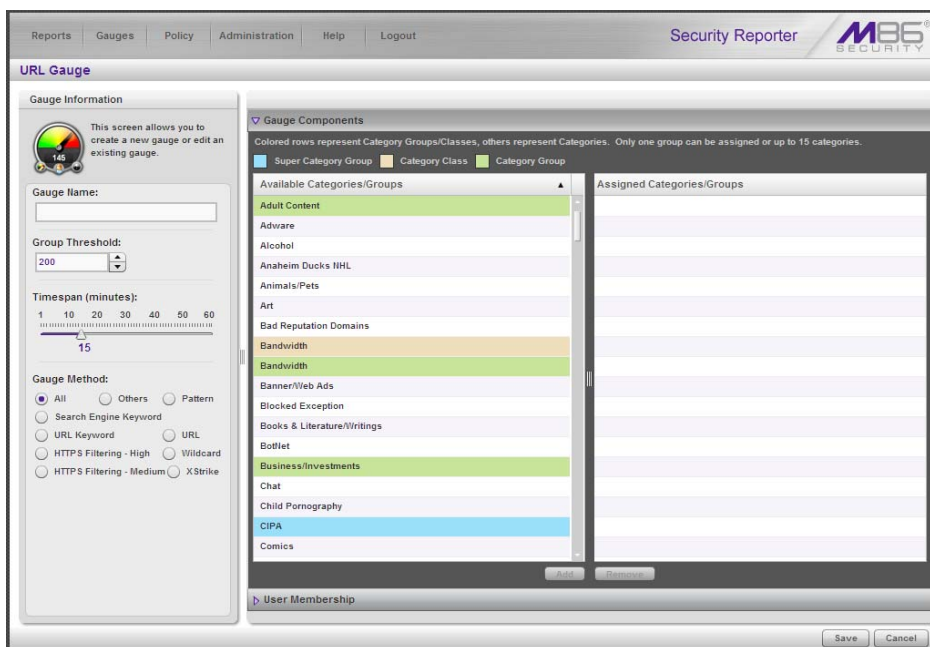 Reports Gauges Policy Administration Help Logout Security Reporter M86® SECURITY
URL Gauge
Gauge Information
This screen allows you to
create a new gauge or edit an
existing gauge.
145
Gauge Name:
Group Threshold:
200
Timespan (minutes):
1 10 20 30 40 50 60
15
Gauge Method:
All Others Pattern
Search Engine Keyword
URL Keyword URL
HTTPS Filtering - High Wildcard
HTTPS Filtering - Medium XStrike
Gauge Components
Colored rows represent Category Groups/Classes, others represent Categories. Only one group can be assigned or up to 15 categories.
Super Category Group Category Class Category Group
Available Categories/Groups
Adult Content
Adware
Alcohol
Anaheim Ducks NHL
Animals/Pets
Art
Bad Reputation Domains
Bandwidth
Bandwidth
Banner/Web Ads
Blocked Exception
Books & Literature/Writings
BotNet
Business/Investments
Chat
Child Pornography
CIPA
Comics
Add
Assigned Categories/Groups
Remove
User Membership
Save Cancel